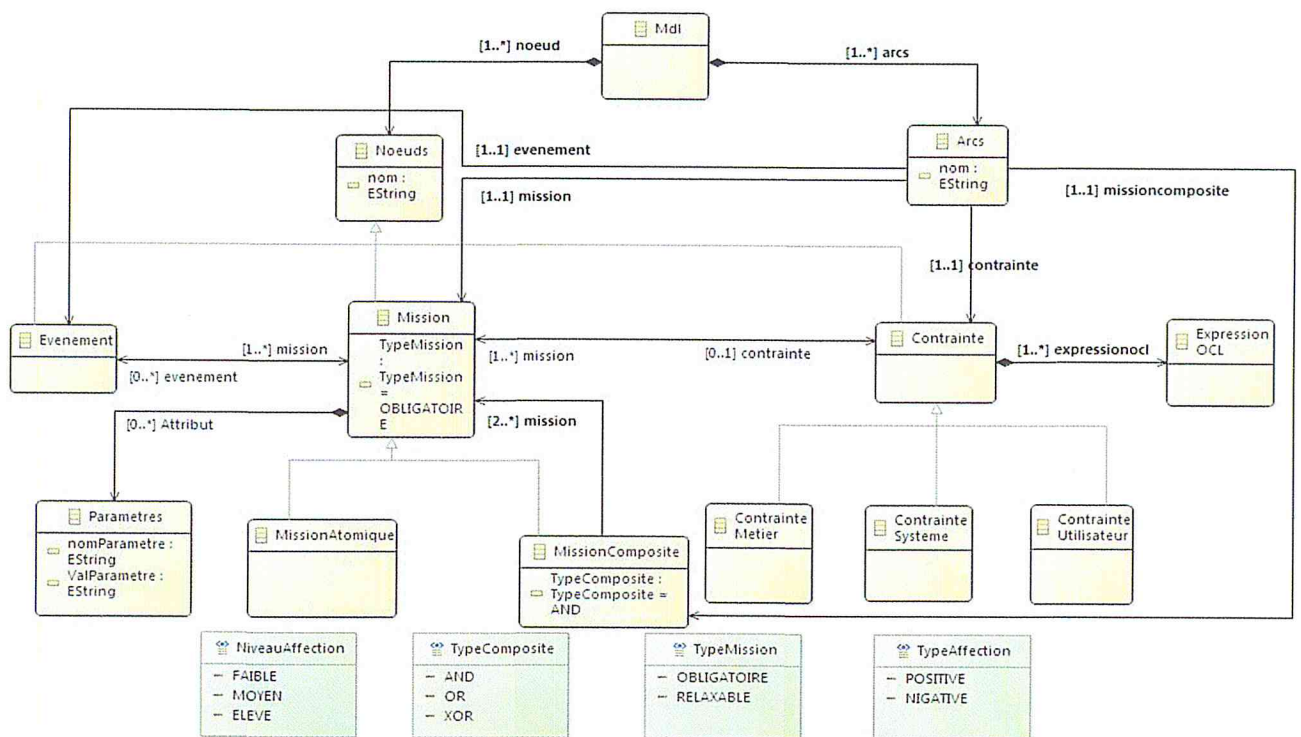 Mdl
[1..*] noeud
[1..*] arcs
Noeuds
nom :
EString
Arcs
nom :
EString
[1..1] evenement
[1..1] mission
[1..1] missioncomposite
[1..1] contrainte
Evenement
[1..*] mission
[0..*] evenement
Mission
TypeMission
:
TypeMission
=
OBLIGATOIR
E
[1..*] mission
[0..1] contrainte
Contrainte
[1..*] expressionocl
Expression
OCL
[0..*] Attribut
[2..*] mission
Parametres
nomParametre :
EString
ValParametre :
EString
MissionAtomique
MissionComposite
TypeComposite :
TypeComposite =
AND
Contrainte
Metier
Contrainte
Systeme
Contrainte
Utilisateur
NiveauAffection
FAIBLE
MOYEN
ELEVE
TypeComposite
AND
OR
XOR
TypeMission
OBLIGATOIRE
RELAXABLE
TypeAffection
POSITIVE
NIGATIVE